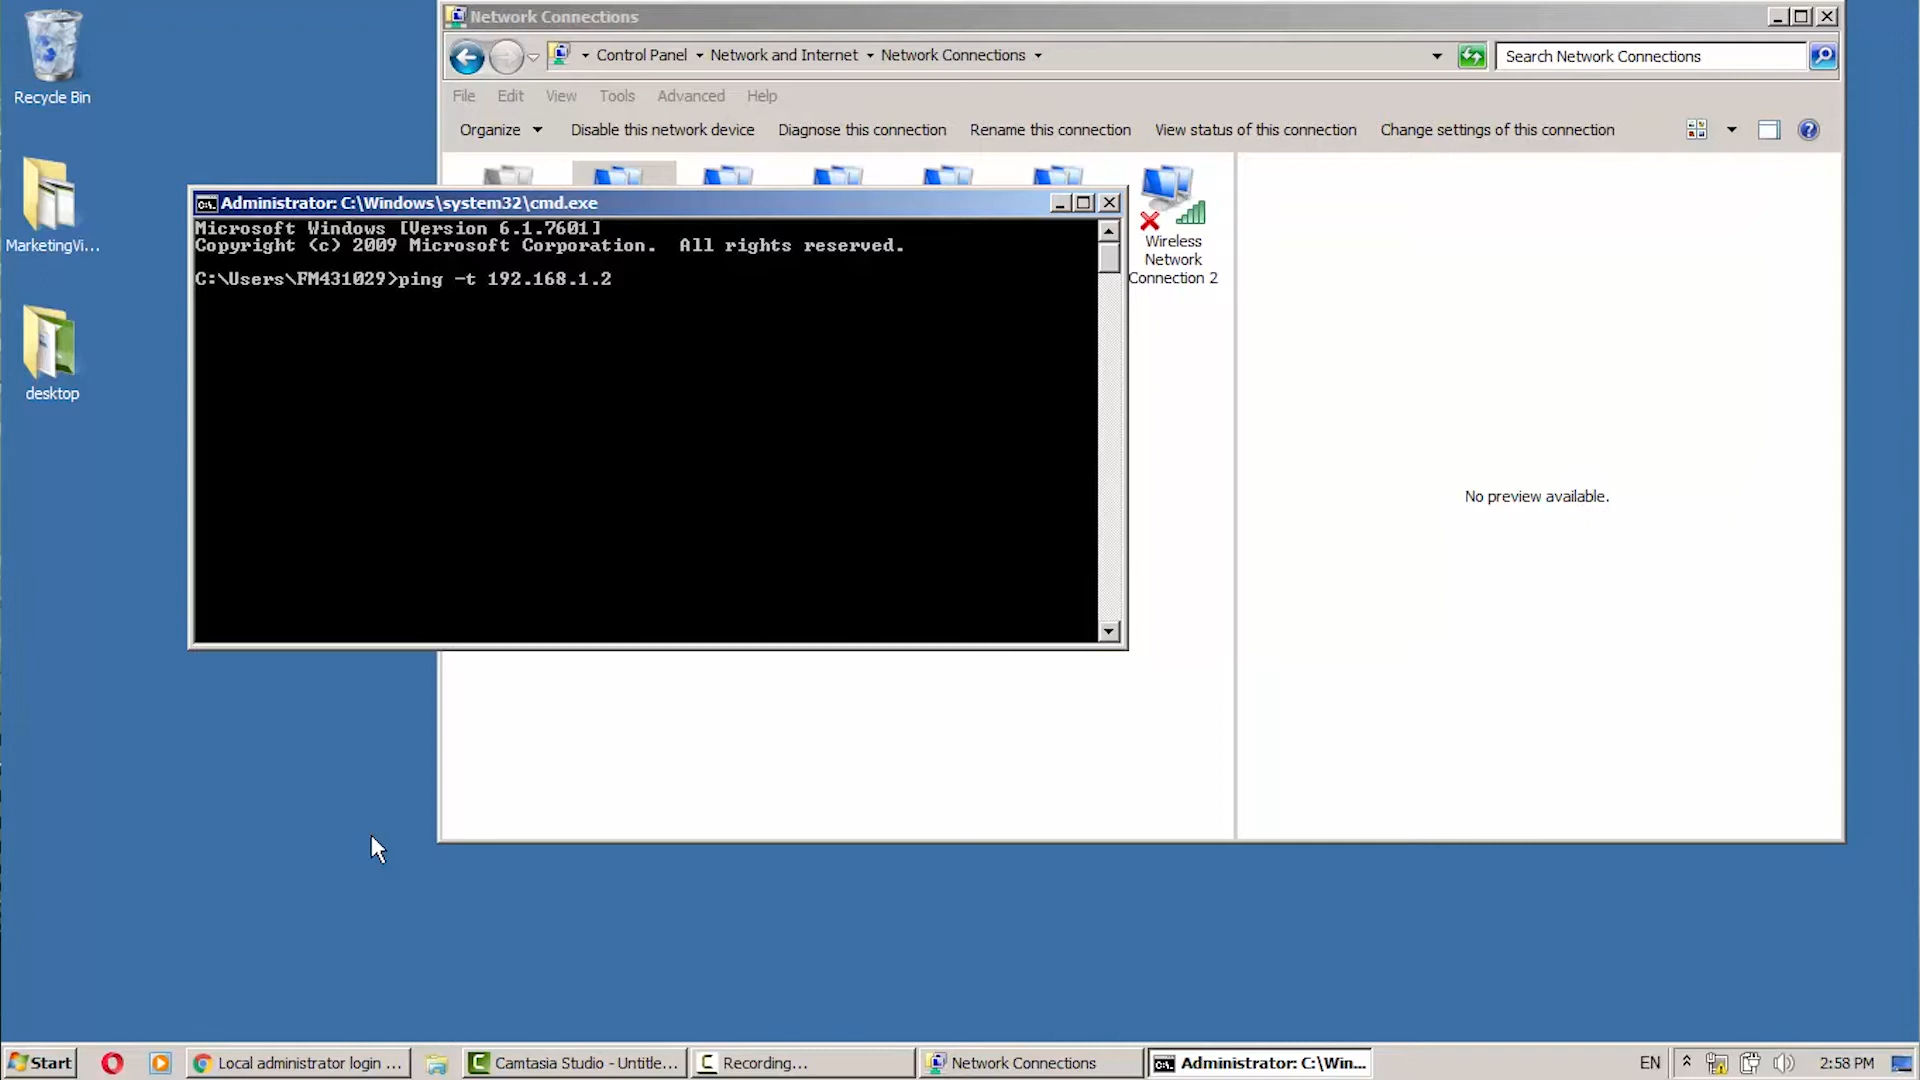 Recycle Bin
MarketingVi...
desktop
Network Connections
Control Panel
Network and Internet
Network Connections
Search Network Connections
File
Edit
View
Tools
Advanced
Help
Organize
Disable this network device
Diagnose this connection
Rename this connection
View status of this connection
Change settings of this connection
Administrator: C:\Windows\system32\cmd.exe
Microsoft Windows [Version 6.1.7601]
Copyright (c) 2009 Microsoft Corporation.  All rights reserved.
C:\Users\FM431029>ping -t 192.168.1.2
Wireless
Network
Connection 2
No preview available.
Start
Local administrator login ...
Camtasia Studio - Untitle...
Recording...
Network Connections
Administrator: C:\Win...
EN
2:58 PM